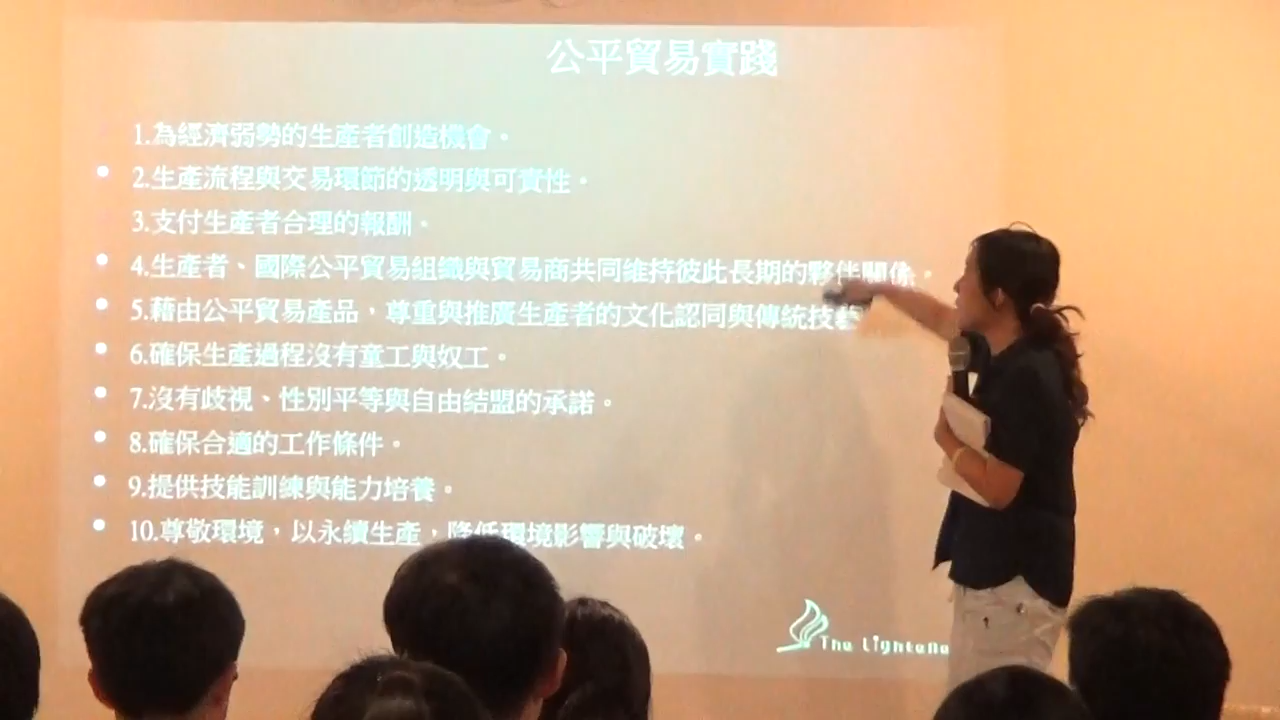 公平貿易實踐
1.為經濟弱勢的生產者創造機會。
2.生產流程與交易環節的透明與可責性。
3.支付生產者合理的報酬。
4.生產者、國際公平貿易組織與貿易商共同維持彼此長期的夥伴關係。
5.藉由公平貿易產品，尊重與推廣生產者的文化認同與傳統技藝
6.確保生產過程沒有童工與奴工。
7.沒有歧視、性別平等與自由結盟的承諾。
8.確保合適的工作條件。
9.提供技能訓練與能力培養。
10.尊敬環境，以永續生產，降低環境影響與破壞。
The